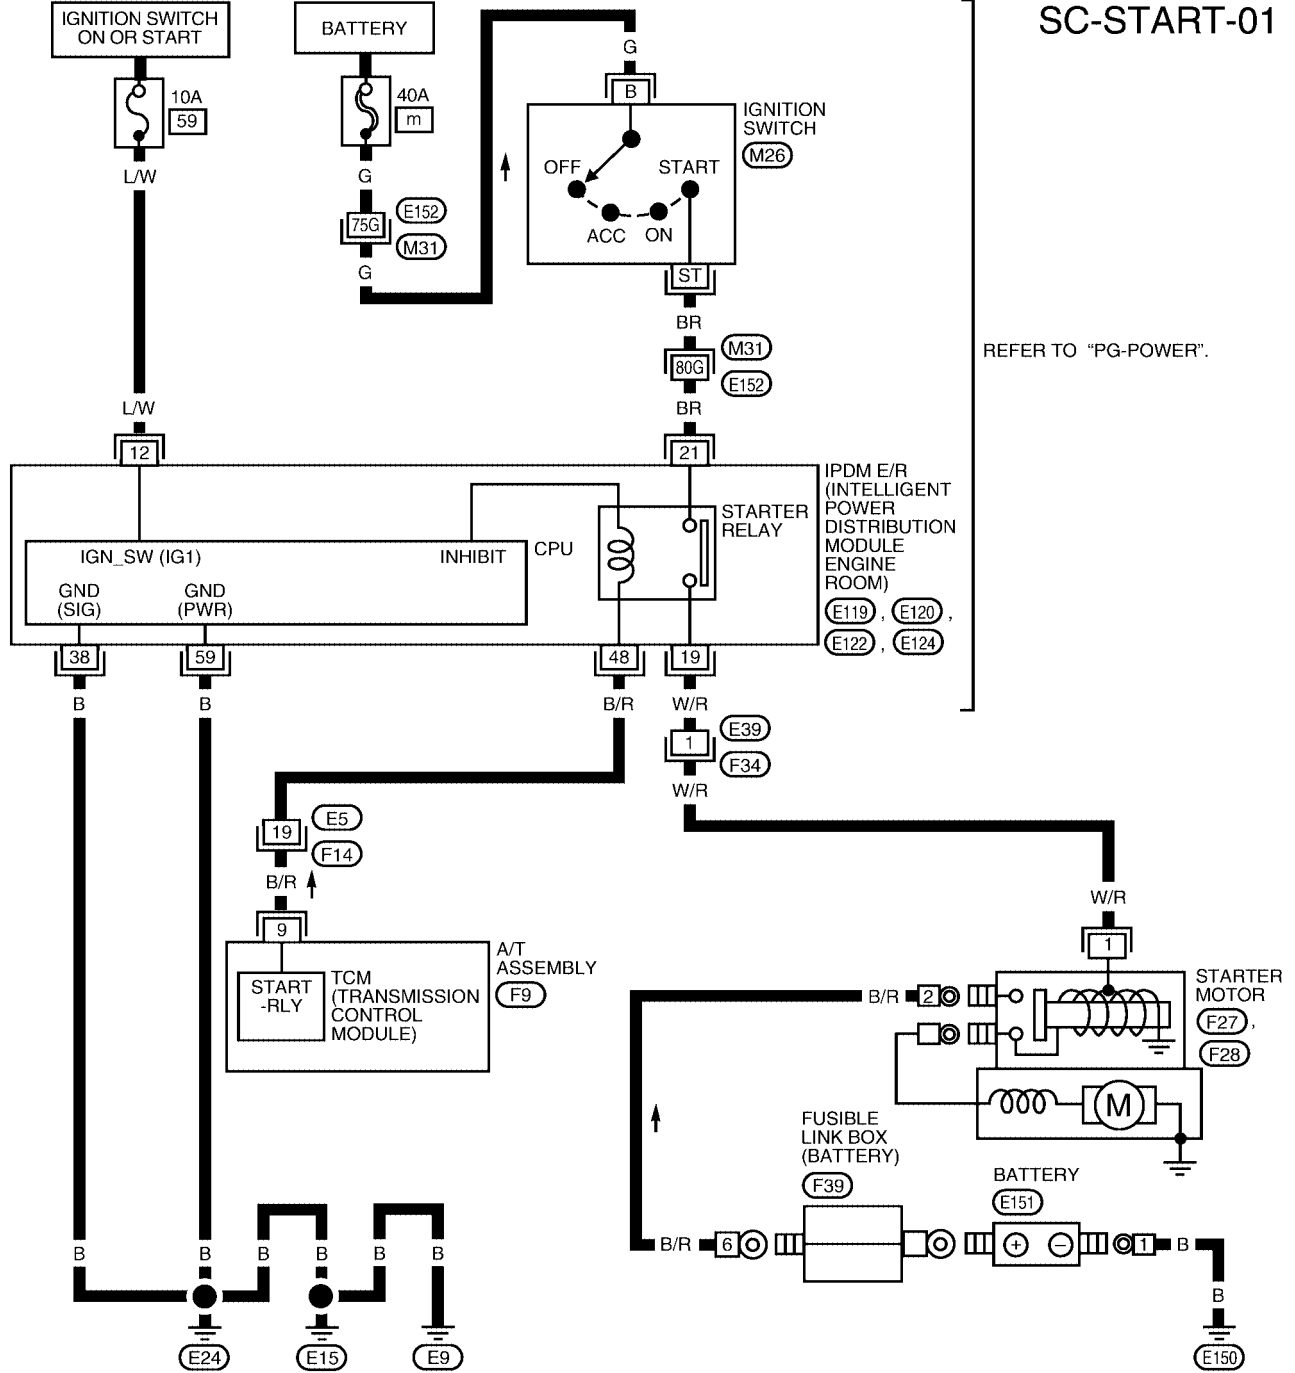 SC-START-01
IGNITION SWITCH
ON OR START
BATTERY
10A
59
40A
m
G
B
IGNITION
SWITCH
M26
OFF
START
ACC
ON
L/W
G
75G
E152
M31
G
ST
BR
M31
80G
E152
REFER TO “PG-POWER”.
L/W
BR
12
21
IPDM E/R
(INTELLIGENT
POWER
DISTRIBUTION
MODULE
ENGINE
ROOM)
E119 , E120 ,
E122 , E124
STARTER
RELAY
IGN_SW (IG1)
INHIBIT
CPU
GND
(SIG)
GND
(PWR)
38
59
48
19
B
B
B/R
W/R
1
E39
F34
W/R
19
E5
F14
B/R
W/R
9
1
A/T
ASSEMBLY
F9
START
-RLY
TCM
(TRANSMISSION
CONTROL
MODULE)
STARTER
MOTOR
F27 ,
F28
B/R
2
M
FUSIBLE
LINK BOX
(BATTERY)
F39
BATTERY
E151
B
B
B
B
B
B
B/R
6
+
−
1
B
B
E24
E15
E9
E150